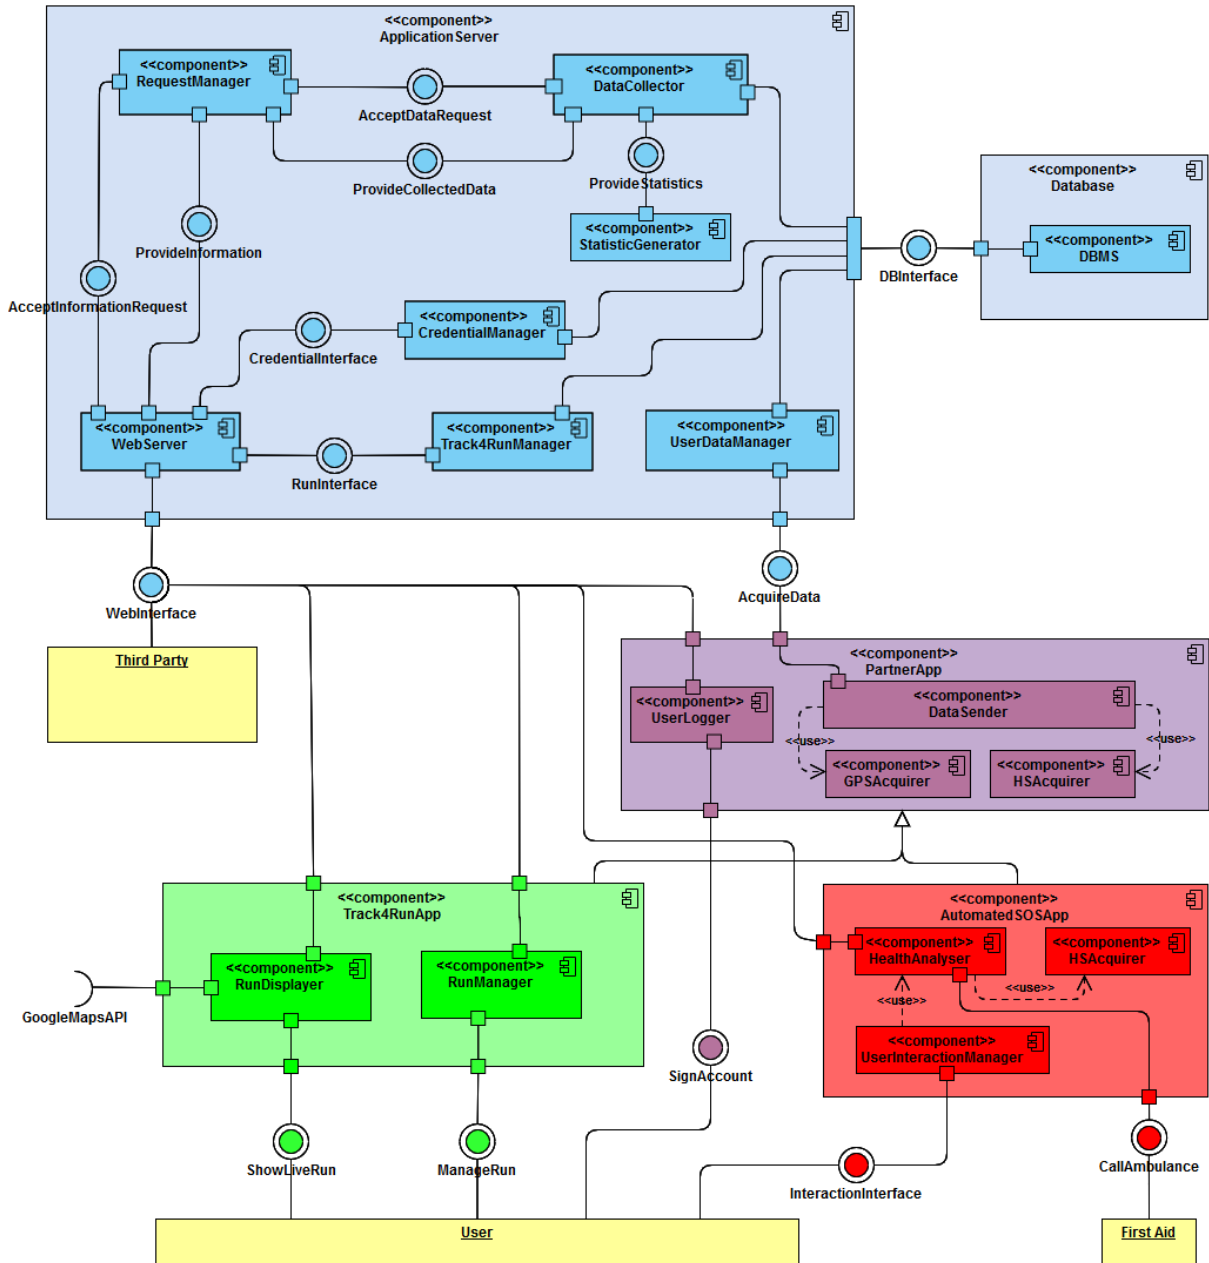 <<component>>
ApplicationServer
<<component>>
RequestManager
<<component>>
DataCollector
AcceptDataRequest
ProvideCollectedData
ProvideStatistics
<<component>>
Database
<<component>>
StatisticGenerator
<<component>>
DBMS
ProvideInformation
DBInterface
AcceptInformationRequest
<<component>>
CredentialManager
CredentialInterface
<<component>>
WebServer
<<component>>
Track4RunManager
<<component>>
UserDataManager
RunInterface
WebInterface
AcquireData
Third Party
<<component>>
PartnerApp
<<component>>
UserLogger
<<component>>
DataSender
<<use>>
<<use>>
<<component>>
GPSAcquirer
<<component>>
HSAcquirer
<<component>>
Track4RunApp
<<component>>
AutomatedSOSApp
<<component>>
RunDisplayer
<<component>>
RunManager
<<component>>
HealthAnalyser
<<component>>
HSAcquirer
<<use>>
<<use>>
GoogleMapsAPI
<<component>>
UserInteractionManager
SignAccount
ShowLiveRun
ManageRun
InteractionInterface
CallAmbulance
User
First Aid